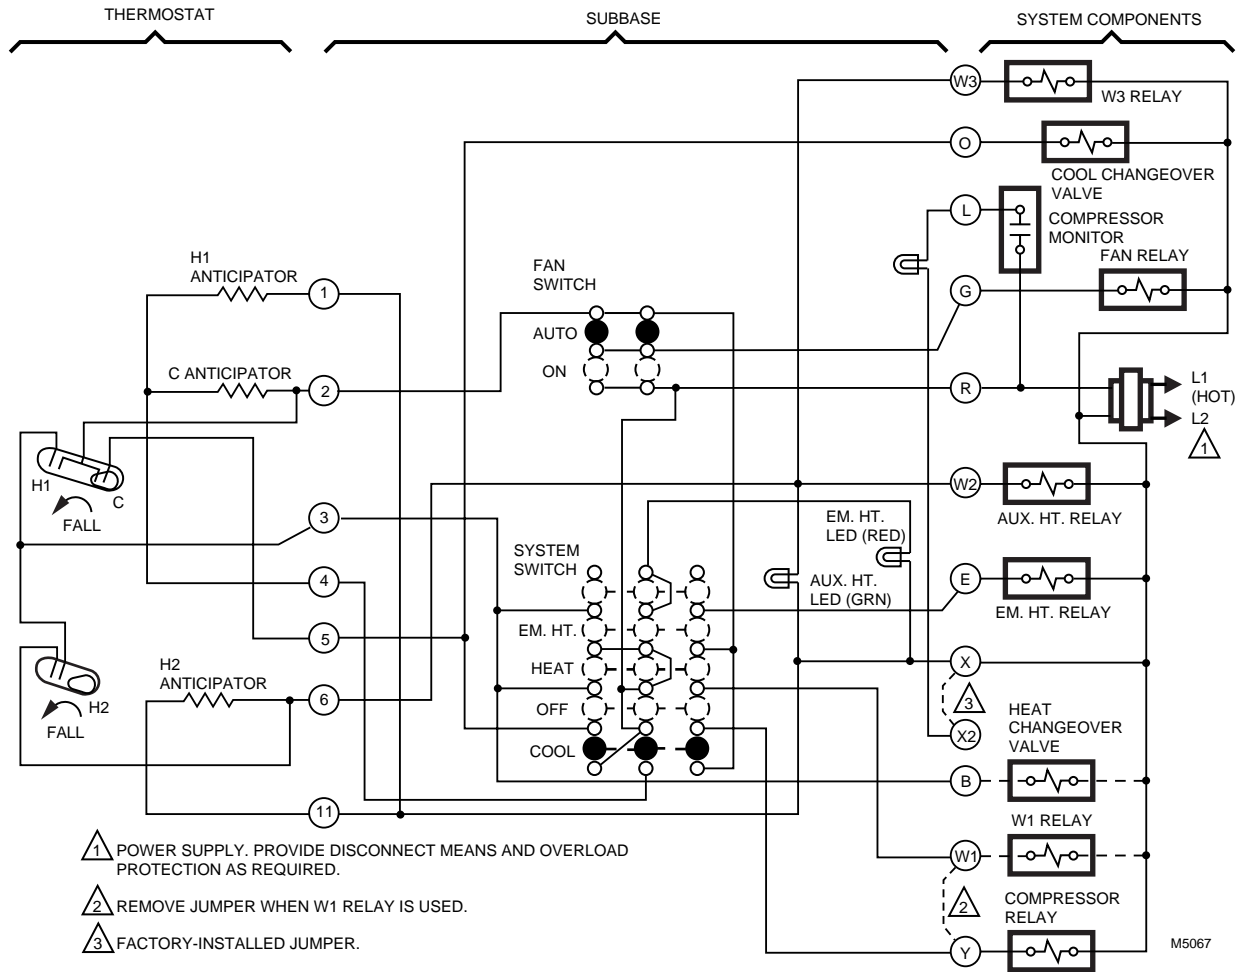 THERMOSTAT
SUBBASE
SYSTEM COMPONENTS
W3
W3 RELAY
O
COOL CHANGEOVER
VALVE
L
COMPRESSOR
MONITOR
FAN RELAY
G
H1
ANTICIPATOR
1
FAN
SWITCH
AUTO
ON
C ANTICIPATOR
2
R
L1
(HOT)
L2
1
H1
C
FALL
3
W2
AUX. HT. RELAY
EM. HT.
LED (RED)
SYSTEM
SWITCH
4
AUX. HT.
LED (GRN)
E
EM. HT. RELAY
EM. HT.
5
HEAT
X
3
H2
ANTICIPATOR
6
H2
FALL
OFF
X2
HEAT
CHANGEOVER
VALVE
COOL
B
W1 RELAY
11
W1
2
COMPRESSOR
RELAY
Y
1 POWER SUPPLY. PROVIDE DISCONNECT MEANS AND OVERLOAD
PROTECTION AS REQUIRED.
2 REMOVE JUMPER WHEN W1 RELAY IS USED.
3 FACTORY-INSTALLED JUMPER.
M5067